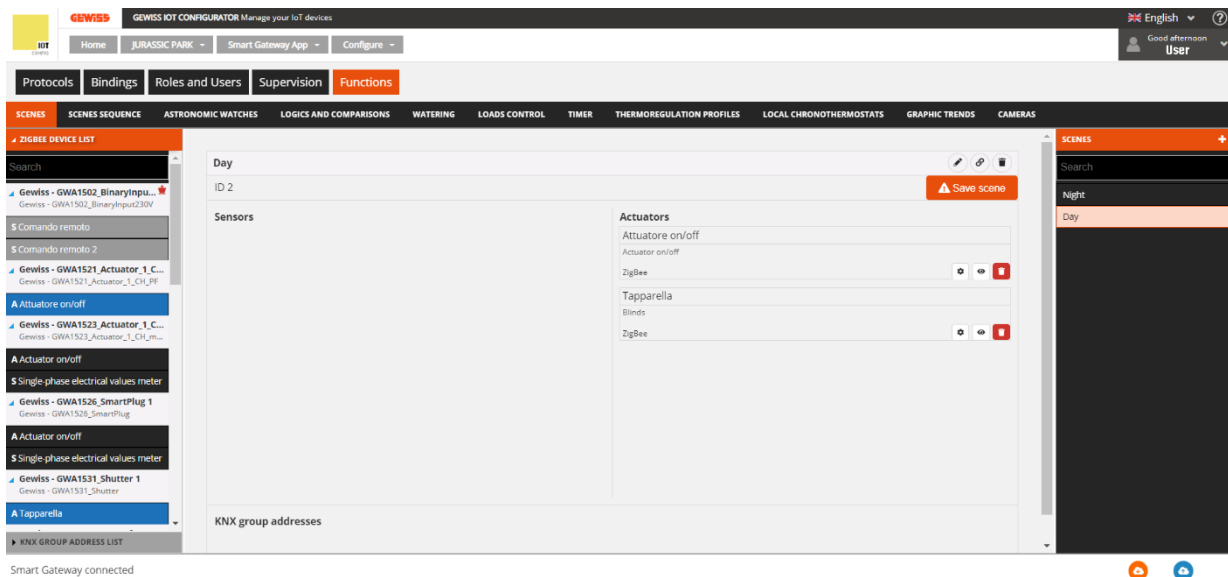 GEWISS GEWISS IOT CONFIGURATOR Manage your IoT devices English
IOT Home JURASSIC PARK Smart Gateway App Configure Good afternoon
User
Protocols Bindings Roles and Users Supervision Functions
SCENES SCENES SEQUENCE ASTRONOMIC WATCHES LOGICS AND COMPARISONS WATERING LOADS CONTROL TIMER THERMOREGULATION PROFILES LOCAL CHRONOTHERMOSTATS GRAPHIC TRENDS CAMERAS
ZIGBEE DEVICE LIST
Search
Gewiss - GWA1502_BinaryInpu...
Gewiss - GWA1502_BinaryInput230V
S Comando remoto
S Comando remoto 2
Gewiss - GWA1521_Actuator_1_C...
Gewiss - GWA1521_Actuator_1_CH_PF
A Attuatore on/off
Gewiss - GWA1523_Actuator_1_C...
Gewiss - GWA1523_Actuator_1_CH_m...
A Actuator on/off
S Single-phase electrical values meter
Gewiss - GWA1526_SmartPlug 1
Gewiss - GWA1526_SmartPlug
A Actuator on/off
S Single-phase electrical values meter
Gewiss - GWA1531_Shutter 1
Gewiss - GWA1531_Shutter
A Tapparella
KNX GROUP ADDRESS LIST
Day
ID 2
Save scene
Sensors
Actuators
Attuatore on/off
Actuator on/off
ZigBee
Tapparella
Blinds
ZigBee
KNX group addresses
SCENES
Search
Night
Day
Smart Gateway connected